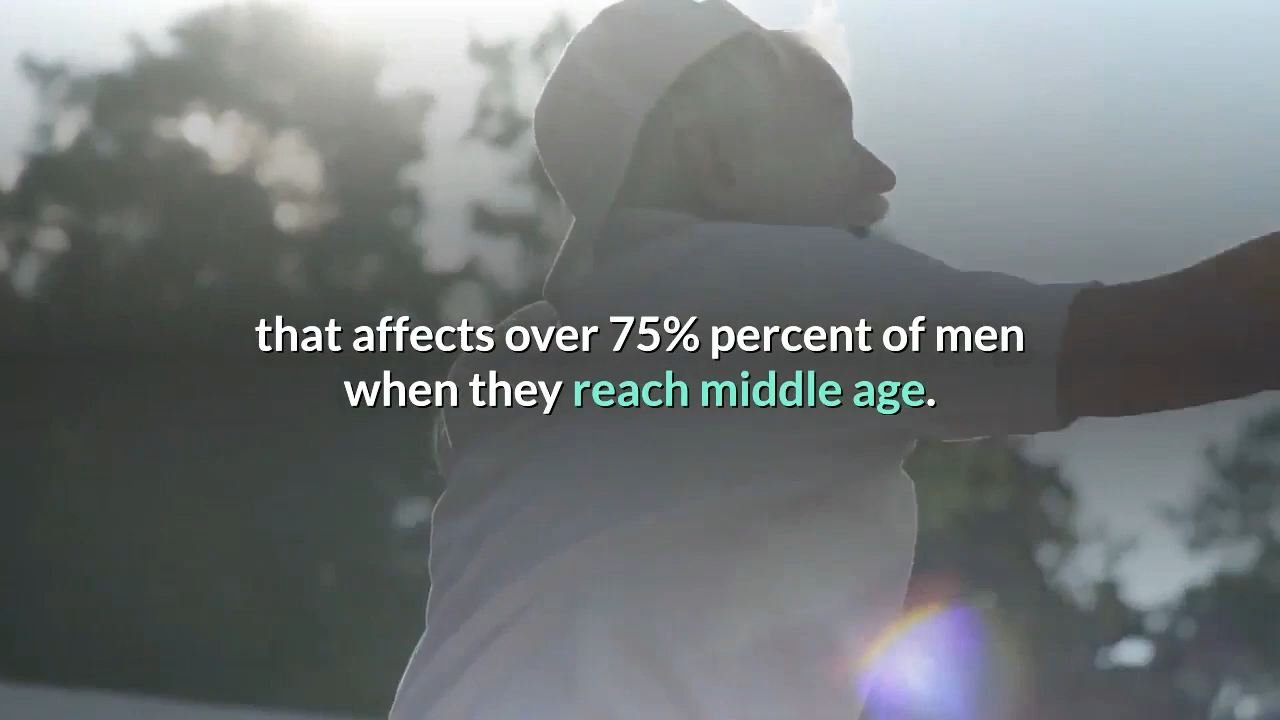 that affects over 75% percent of men
when they reach middle age.